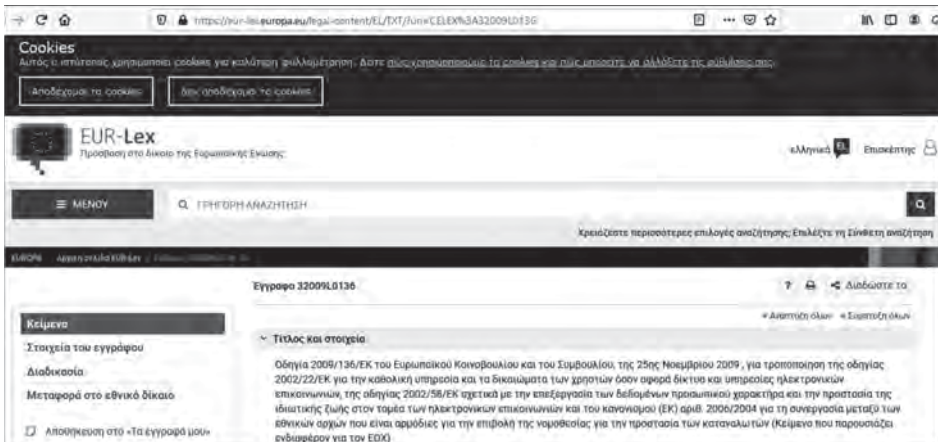 https://eur-lex.europa.eu/legal-content/EL/TXT/?uri=CELEX%3A32009L0136
Cookies
Αυτός ο ιστότοπος χρησιμοποιεί cookies για καλύτερη φυλλομέτρηση. Δείτε πώς χρησιμοποιούμε τα cookies και πώς μπορείτε να αλλάξετε τις ρυθμίσεις σας.
Αποδέχομαι τα cookies Δεν αποδέχομαι τα cookies
EUR-Lex
Πρόσβαση στο δίκαιο της Ευρωπαϊκής Ένωσης
ελληνικά EL Επισκέπτης
ΜΕΝΟΥ ΓΡΗΓΟΡΗ ΑΝΑΖΗΤΗΣΗ
Χρειάζεστε περισσότερες επιλογές αναζήτησης; Επιλέξτε τη Σύνθετη αναζήτηση
EUROPA Αρχική σελίδα EUR-Lex
Έγγραφο 32009L0136 ? Διαδώστε το
Ανάπτυξη όλων Σύμπτυξη όλων
Κείμενο
Τίτλος και στοιχεία
Στοιχεία του εγγράφου
Διαδικασία
Μεταφορά στο εθνικό δίκαιο
Αποθήκευση στο «Τα έγγραφά μου»
Οδηγία 2009/136/ΕΚ του Ευρωπαϊκού Κοινοβουλίου και του Συμβουλίου, της 25ης Νοεμβρίου 2009 , για τροποποίηση της οδηγίας
2002/22/ΕΚ για την καθολική υπηρεσία και τα δικαιώματα των χρηστών όσον αφορά δίκτυα και υπηρεσίες ηλεκτρονικών
επικοινωνιών, της οδηγίας 2002/58/ΕΚ σχετικά με την επεξεργασία των δεδομένων προσωπικού χαρακτήρα και την προστασία της
ιδιωτικής ζωής στον τομέα των ηλεκτρονικών επικοινωνιών και του κανονισμού (ΕΚ) αριθ. 2006/2004 για τη συνεργασία μεταξύ των
εθνικών αρχών που είναι αρμόδιες για την επιβολή της νομοθεσίας για την προστασία των καταναλωτών (Κείμενο που παρουσιάζει
ενδιαφέρον για τον ΕΟΧ)